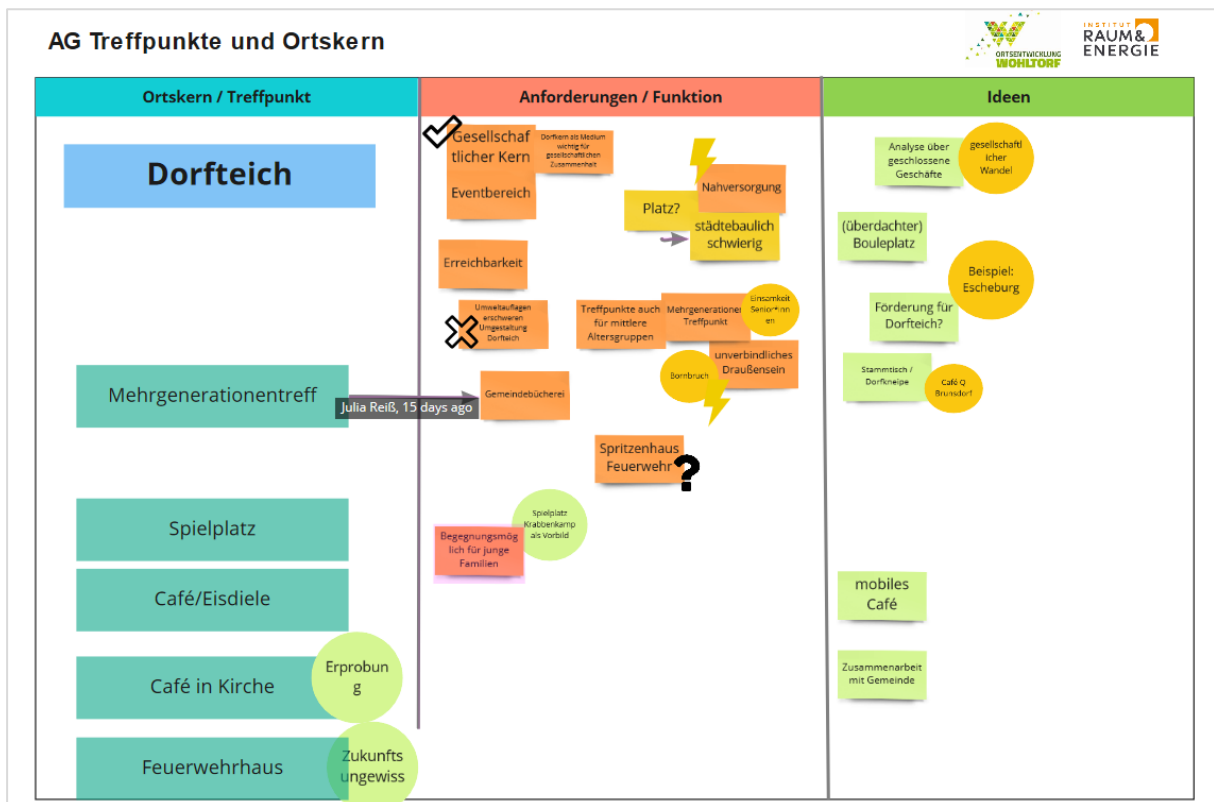 AG Treffpunkte und Ortskern
ORTSENTWICKLUNG
WOHLTORF
INSTITUT
RAUM&
ENERGIE
Ortskern / Treffpunkt
Anforderungen / Funktion
Ideen
Dorfteich
Gesellschaf
tlicher Kern
Dorfkern als Medium
wichtig für
gesellschaftlichen
Zusammenhalt
Eventbereich
Nahversorgung
Platz?
städtebaulich
schwierig
Erreichbarkeit
Umweltauflagen
erschweren
Umgestaltung
Dorfteich
Treffpunkte auch
für mittlere
Altersgruppen
Mehrgenerationen
Treffpunkt
Einsamkeit
Senior*inn
en
unverbindliches
Draußensein
Bornbruch
Analyse über
geschlossene
Geschäfte
gesellschaftl
icher
Wandel
(überdachter)
Bouleplatz
Beispiel:
Escheburg
Förderung für
Dorfteich?
Stammtisch /
Dorfkneipe
Café Q
Brunsdorf
Mehrgenerationentreff
Julia Reiß, 15 days ago
Gemeindebücherei
Spritzenhaus
Feuerwehr
?
Spielplatz
Spielplatz
Krabbenkamp
als Vorbild
Begegnungsmög
lich für junge
Familien
Café/Eisdiele
mobiles
Café
Café in Kirche
Erprobun
g
Zusammenarbeit
mit Gemeinde
Feuerwehrhaus
Zukunfts
ungewiss